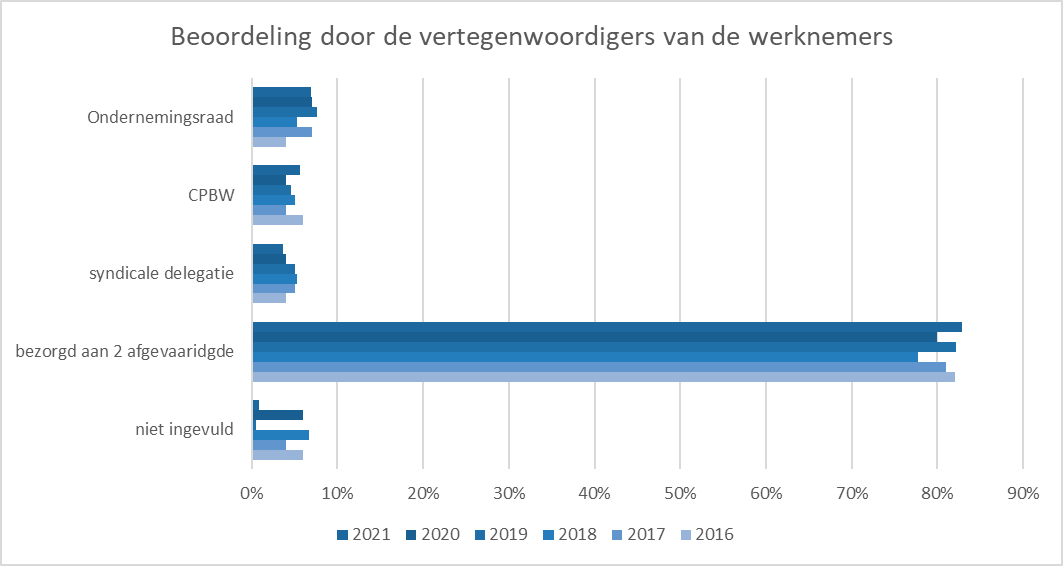 Beoordeling door de vertegenwoordigers van de werknemers
Ondernemingsraad
CPBW
syndicale delegatie
bezorgd aan 2 afgevaaridgde
niet ingevuld
0% 10% 20% 30% 40% 50% 60% 70% 80% 90%
2021 2020 2019 2018 2017 2016